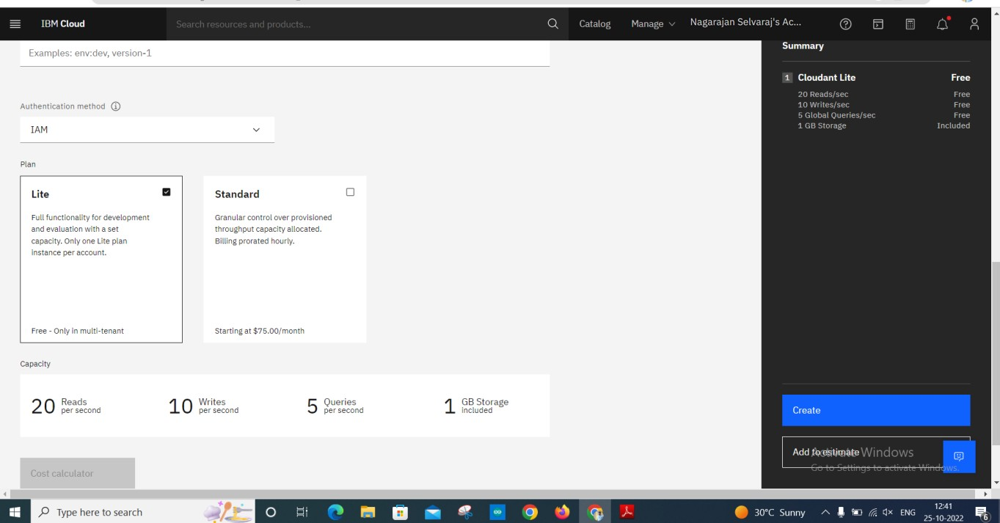 IBM Cloud
Search resources and products...
Catalog
Manage
Nagarajan Selvaraj's Ac...
Examples: env:dev, version-1
Authentication method
IAM
Plan
Lite
Full functionality for development
and evaluation with a set
capacity. Only one Lite plan
instance per account.
Free - Only in multi-tenant
Standard
Granular control over provisioned
throughput capacity allocated.
Billing prorated hourly.
Starting at $75.00/month
Capacity
20 Reads per second
10 Writes per second
5 Queries per second
1 GB Storage included
Cost calculator
Summary
1 Cloudant Lite Free
20 Reads/sec Free
10 Writes/sec Free
5 Global Queries/sec Free
1 GB Storage Included
Create
Add to estimate
Activate Windows
Go to Settings to activate Windows.
Type here to search
30°C Sunny
ENG
12:41
25-10-2022
6